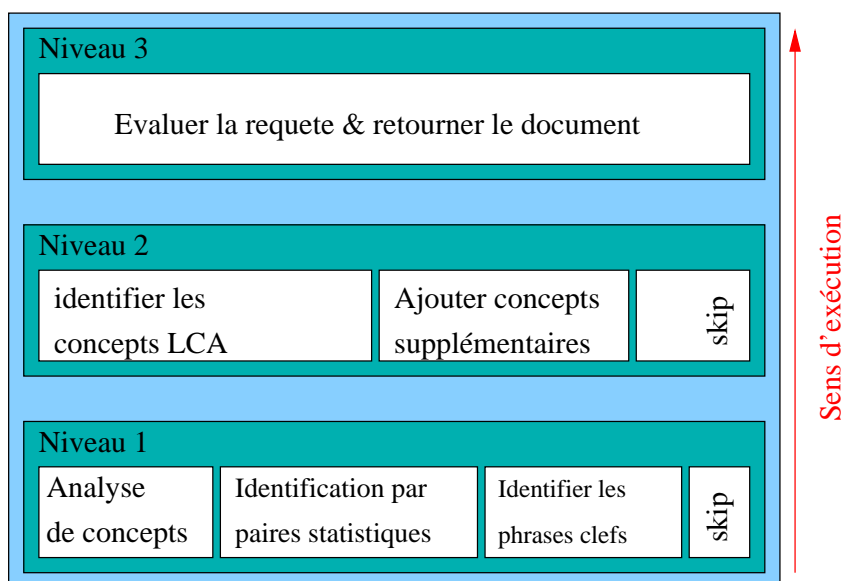 Niveau 3
Evaluer la requete & retourner le document
Niveau 2
identifier les
concepts LCA
Ajouter concepts
supplémentaires
skip
Niveau 1
Analyse
de concepts
Identification par
paires statistiques
Identifier les
phrases clefs
skip
Sens d'exécution